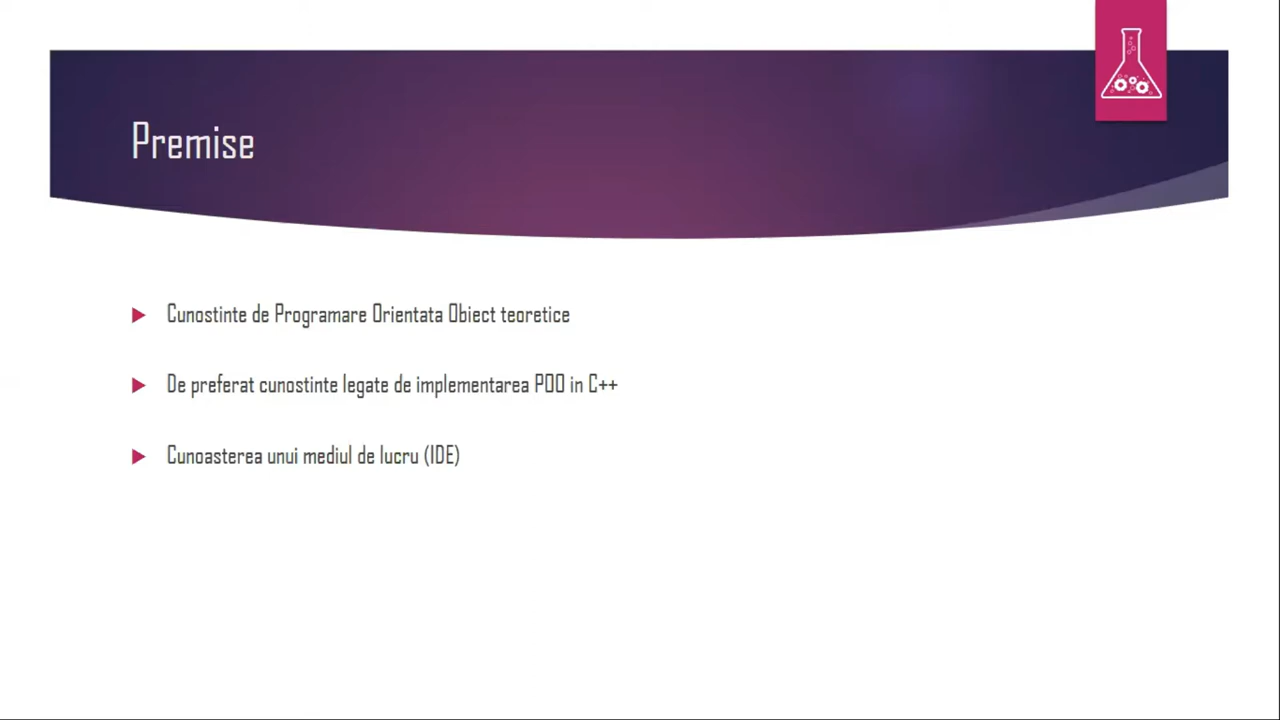 Premise
Cunostinte de Programare Orientata Obiect teoretice
De preferat cunostinte legate de implementarea POO in C++
Cunoasterea unui mediul de lucru (IDE)